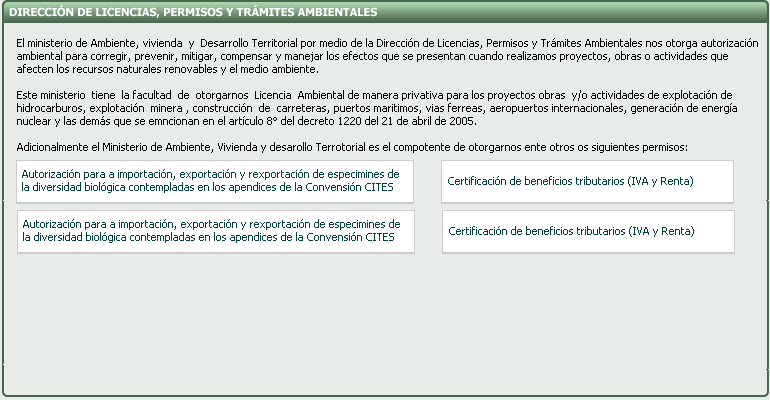 DIRECCIÓN DE LICENCIAS, PERMISOS Y TRÁMITES AMBIENTALES
El ministerio de Ambiente, vivienda y Desarrollo Territorial por medio de la Dirección de Licencias, Permisos y Trámites Ambientales nos otorga autorización
ambiental para corregir, prevenir, mitigar, compensar y manejar los efectos que se presentan cuando realizamos proyectos, obras o actividades que
afecten los recursos naturales renovables y el medio ambiente.
Este ministerio tiene la facultad de otorgarnos Licencia Ambiental de manera privativa para los proyectos obras y/o actividades de explotación de
hidrocarburos, explotación minera , construcción de carreteras, puertos maritimos, vias ferreas, aeropuertos internacionales, generación de energía
nuclear y las demás que se emncionan en el artículo 8° del decreto 1220 del 21 de abril de 2005.
Adicionalmente el Ministerio de Ambiente, Vivienda y desarollo Terrotorial es el compotente de otorgarnos ente otros os siguientes permisos:
Autorización para a importación, exportación y rexportación de especimines de
la diversidad biológica contempladas en los apendices de la Convensión CITES
Certificación de beneficios tributarios (IVA y Renta)
Autorización para a importación, exportación y rexportación de especimines de
la diversidad biológica contempladas en los apendices de la Convensión CITES
Certificación de beneficios tributarios (IVA y Renta)